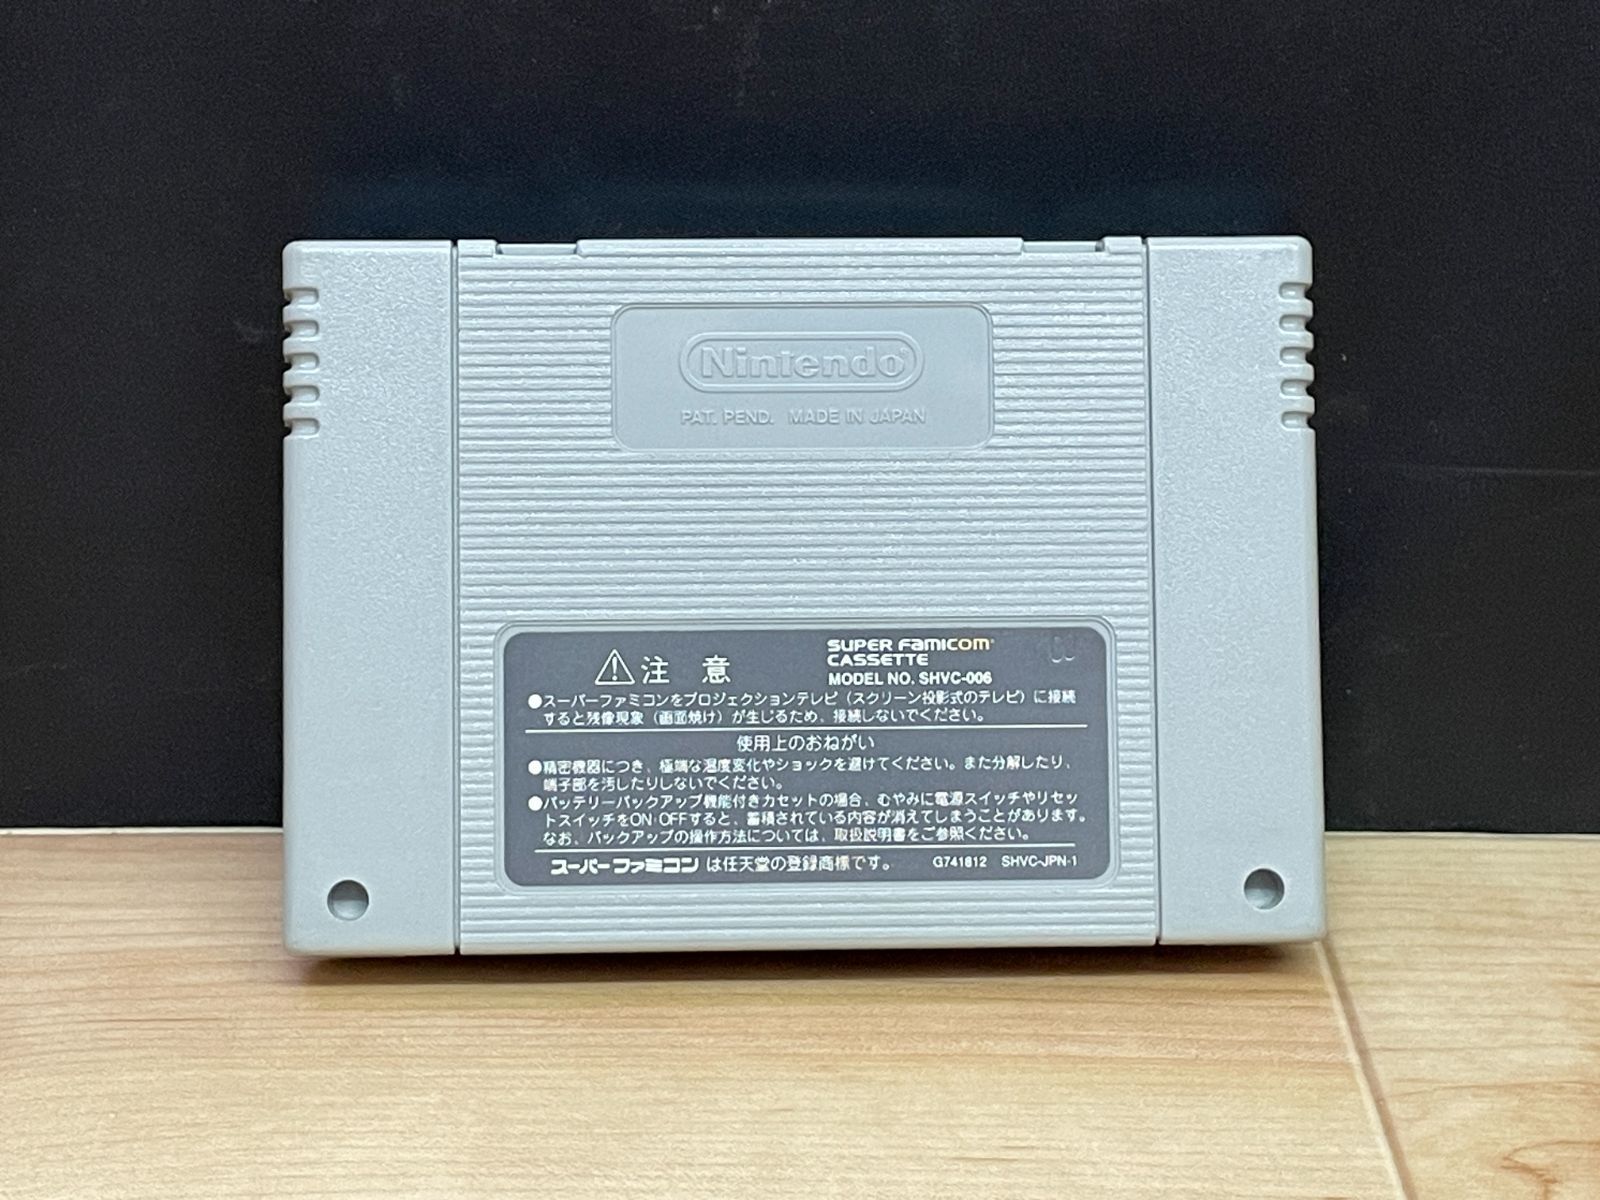 Nintendo
PAT. PEND. MADE IN JAPAN
SUPER FAMICOM
CASSETTE
MODEL NO. SHVC-006
注意
●スーパーファミコンをプロジェクションテレビ（スクリーン投影式のテレビ）に接続
すると残像現象（画面焼け）が生じるため、接続しないでください。
使用上のおねがい
●精密機器につき、極端な温度変化やショックを避けてください。また分解したり、
端子部を汚したりしないでください。
●バッテリーバックアップ機能付きカセットの場合、むやみに電源スイッチやリセッ
トスイッチをON・OFFすると、蓄積されている内容が消えてしまうことがあります。
なお、バックアップの操作方法については、取扱説明書をご参照ください。
スーパーファミコンは任天堂の登録商標です。 G741812 SHVC-JPN-1